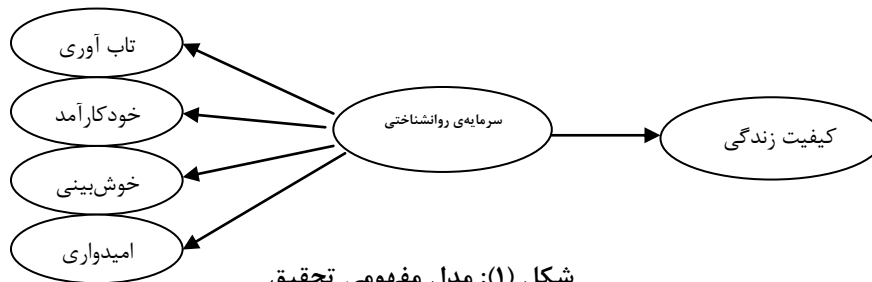 تاب آوری
خودکارآمد
خوش‌بینی
امیدواری
سرمایه‌ی روانشناختی
کیفیت زندگی
شکل (۱): مدل مفهومی تحقیق